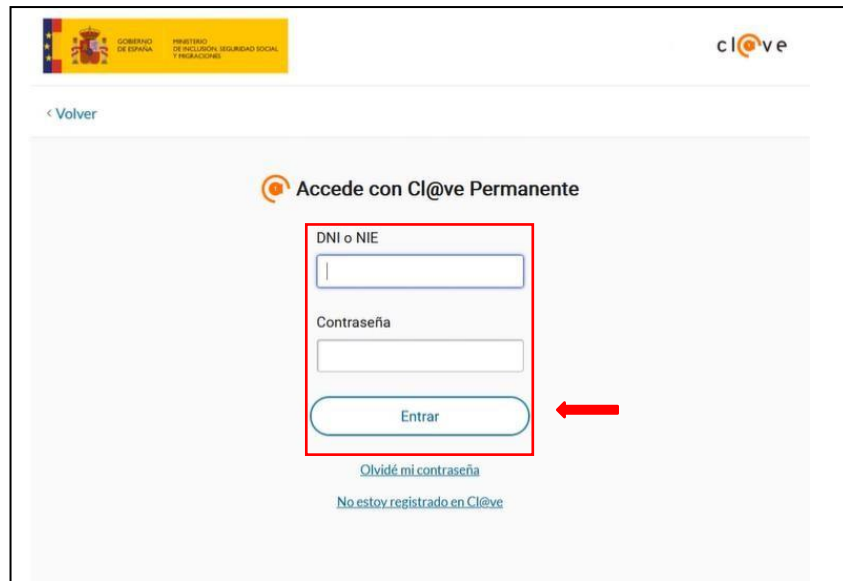 GOBIERNO
DE ESPAÑA
MINISTERIO
DE INCLUSIÓN, SEGURIDAD SOCIAL
Y MIGRACIONES
cl@ve
< Volver
Accede con Cl@ve Permanente
DNI o NIE
Contraseña
Entrar
Olvidé mi contraseña
No estoy registrado en Cl@ve